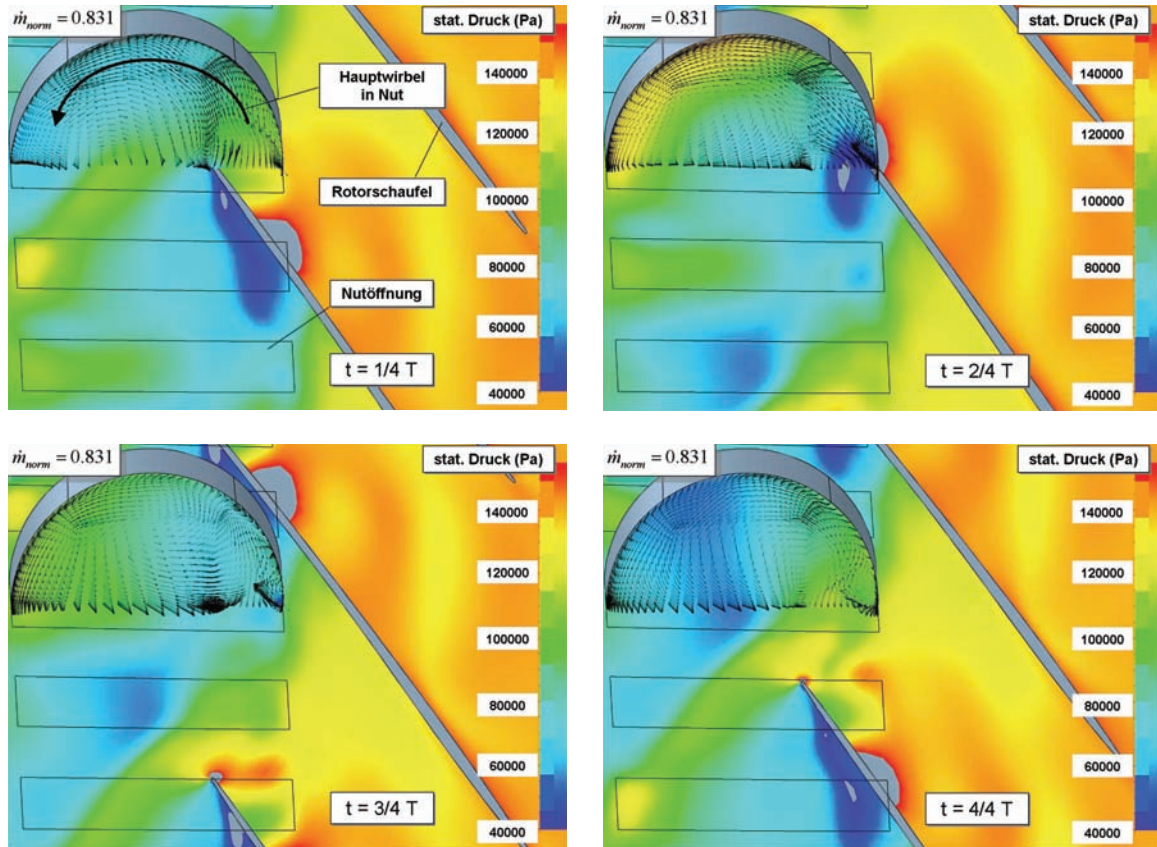 ṁnorm = 0.831
stat. Druck (Pa)
140000
Hauptwirbel
in Nut
120000
Rotorschaufel
100000
80000
Nutöffnung
60000
t = 1/4 T
40000
ṁnorm = 0.831
stat. Druck (Pa)
140000
120000
100000
80000
60000
t = 2/4 T
40000
ṁnorm = 0.831
stat. Druck (Pa)
140000
120000
100000
80000
60000
t = 3/4 T
40000
ṁnorm = 0.831
stat. Druck (Pa)
140000
120000
100000
80000
60000
t = 4/4 T
40000